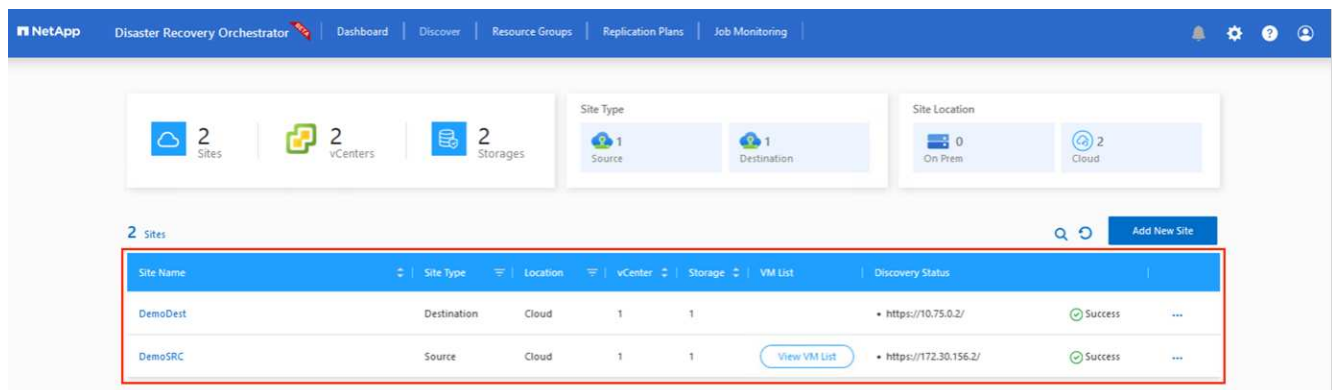 NetApp Disaster Recovery Orchestrator BETA Dashboard Discover Resource Groups Replication Plans Job Monitoring
Site Type
Site Location
2 Sites
2 vCenters
2 Storages
1 Source
1 Destination
0 On Prem
2 Cloud
2 Sites
Add New Site
Site Name Site Type Location vCenter Storage VM List Discovery Status
DemoDest Destination Cloud 1 1 • https://10.75.0.2/ Success ...
DemoSRC Source Cloud 1 1 View VM List • https://172.30.156.2/ Success ...